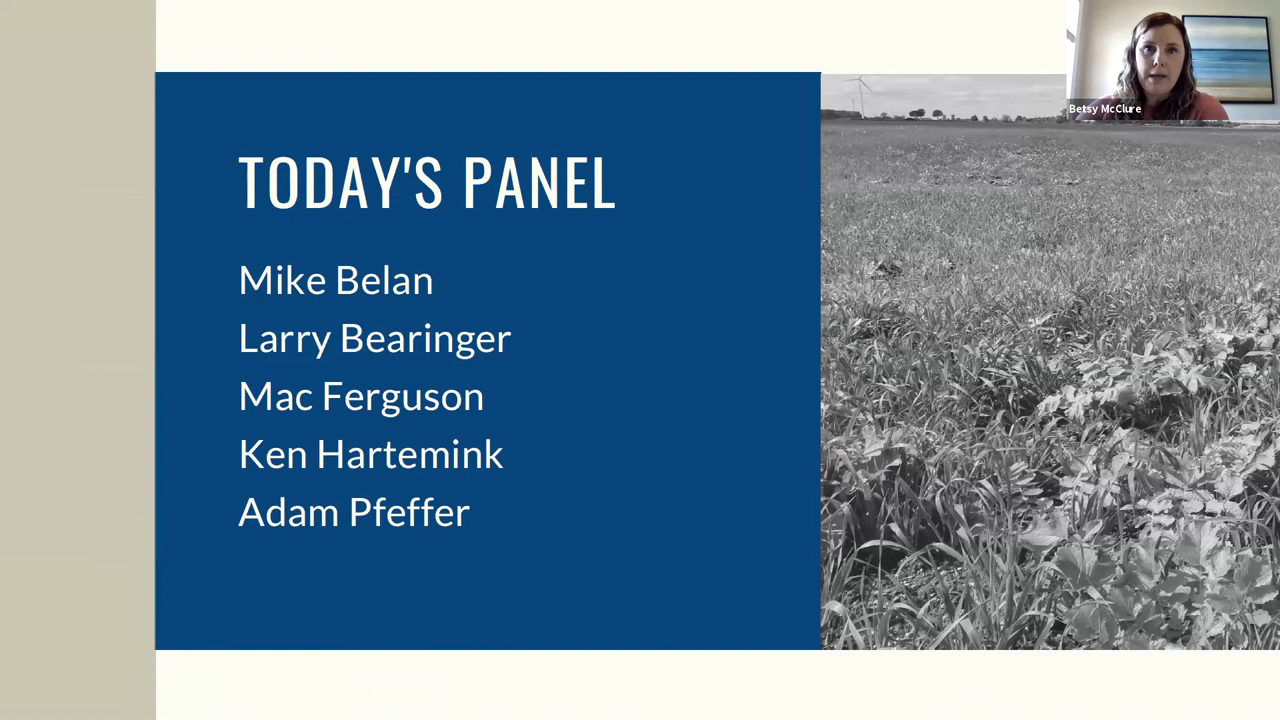 TODAY'S PANEL
Mike Belan
Larry Bearinger
Mac Ferguson
Ken Hartemink
Adam Pfeffer
Betsy McClure